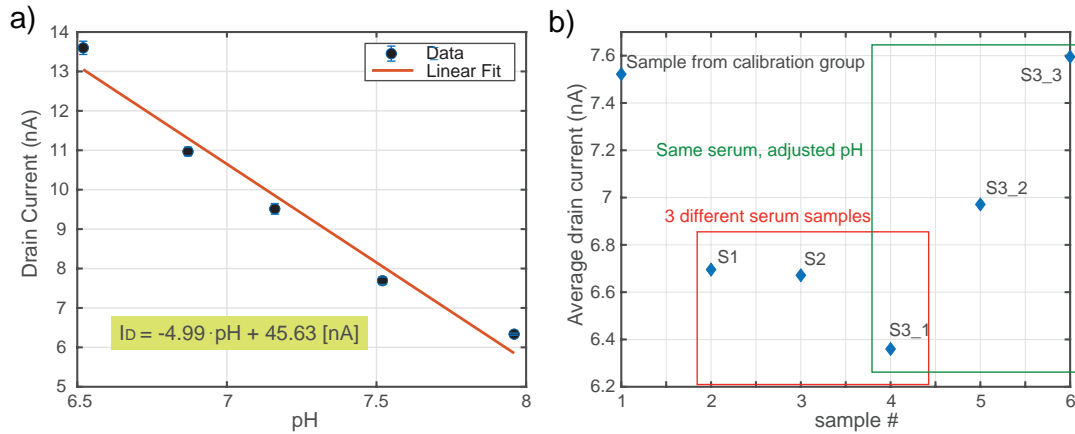 a)
14
13
12
11
10
9
8
7
6
5
6.5
7
7.5
8
Drain Current (nA)
pH
Data
Linear Fit
ID = -4.99·pH + 45.63 [nA]
b)
7.6
7.4
7.2
7
6.8
6.6
6.4
6.2
1
2
3
4
5
6
Average drain current (nA)
sample #
Sample from calibration group
S3_3
Same serum, adjusted pH
S3_2
3 different serum samples
S1
S2
S3_1